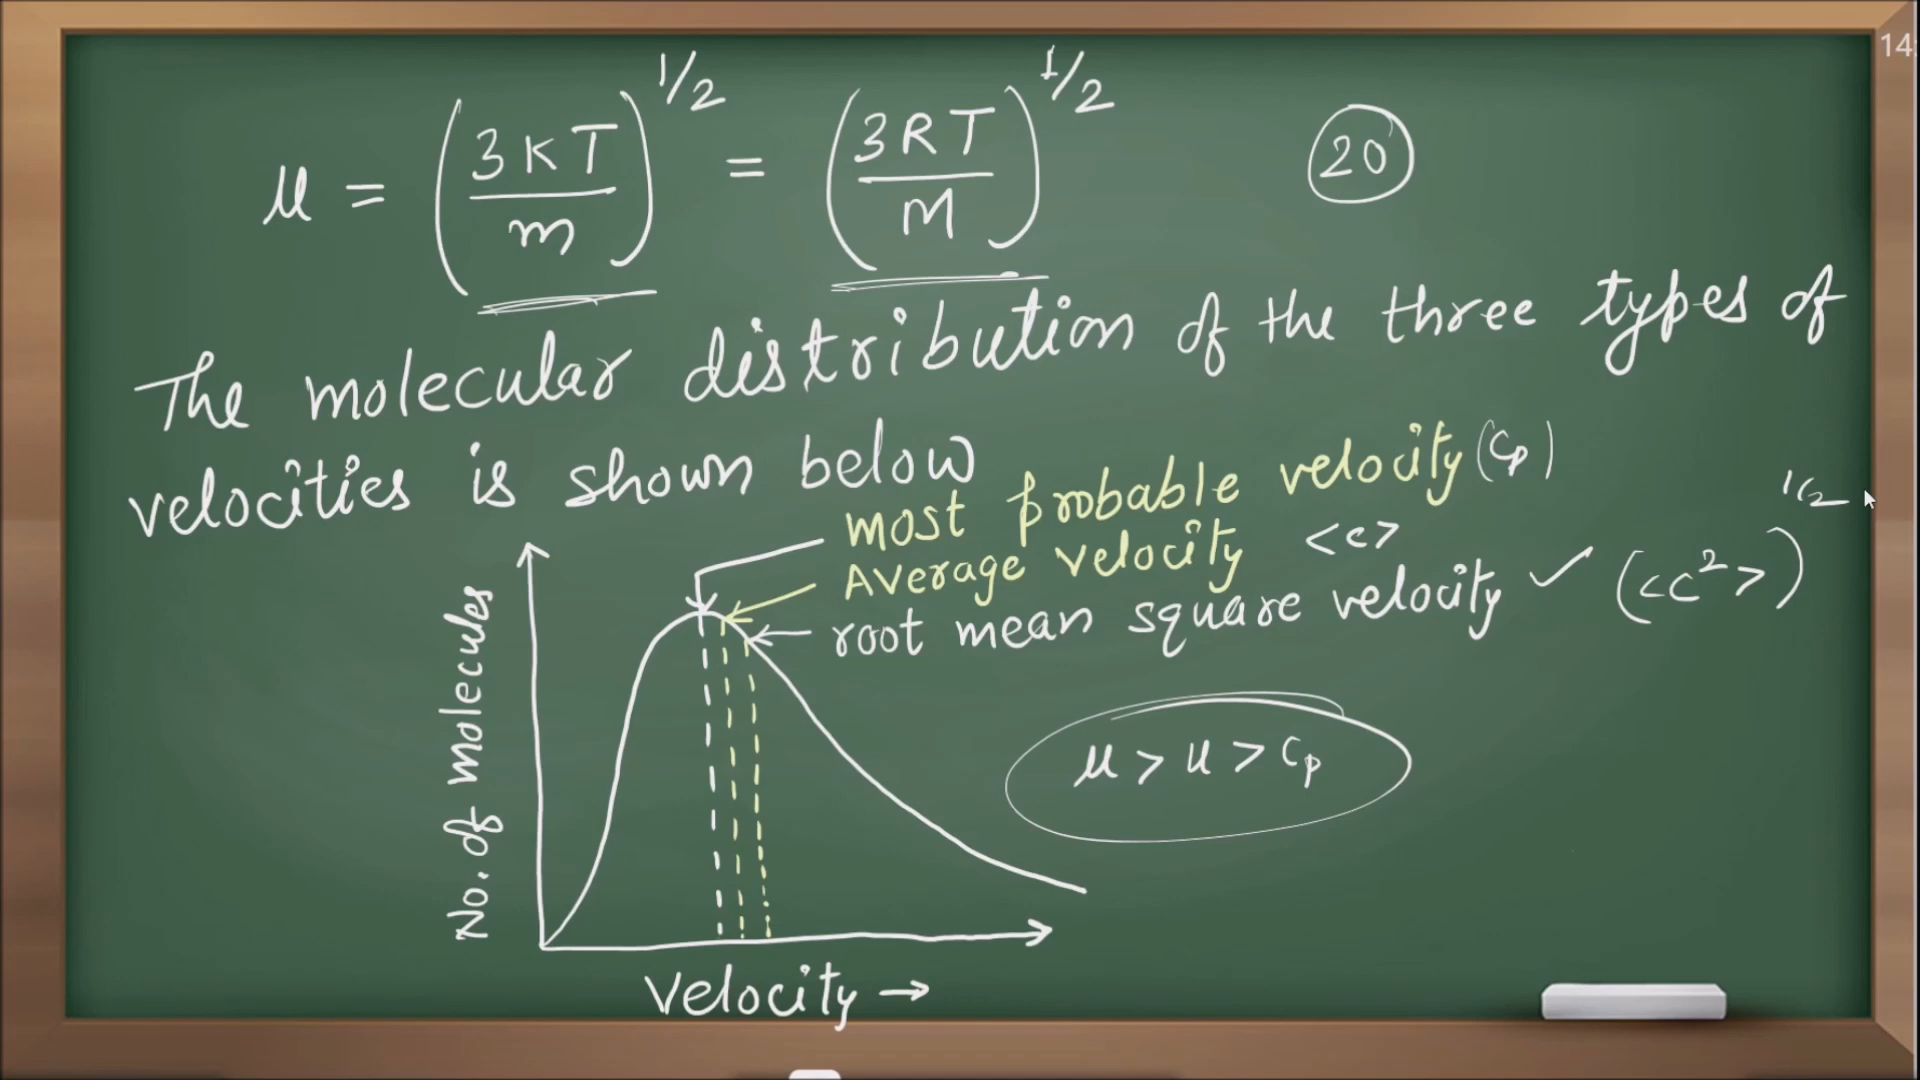 14:
μ = (3KT/m)^1/2 = (3RT/M)^1/2
20
The molecular distribution of the three types of
velocities is shown below
most probable velocity (Cp)
Average velocity <c>
root mean square velocity ✓ (<c²>)^1/2
No. of molecules
μ > u > Cp
Velocity →